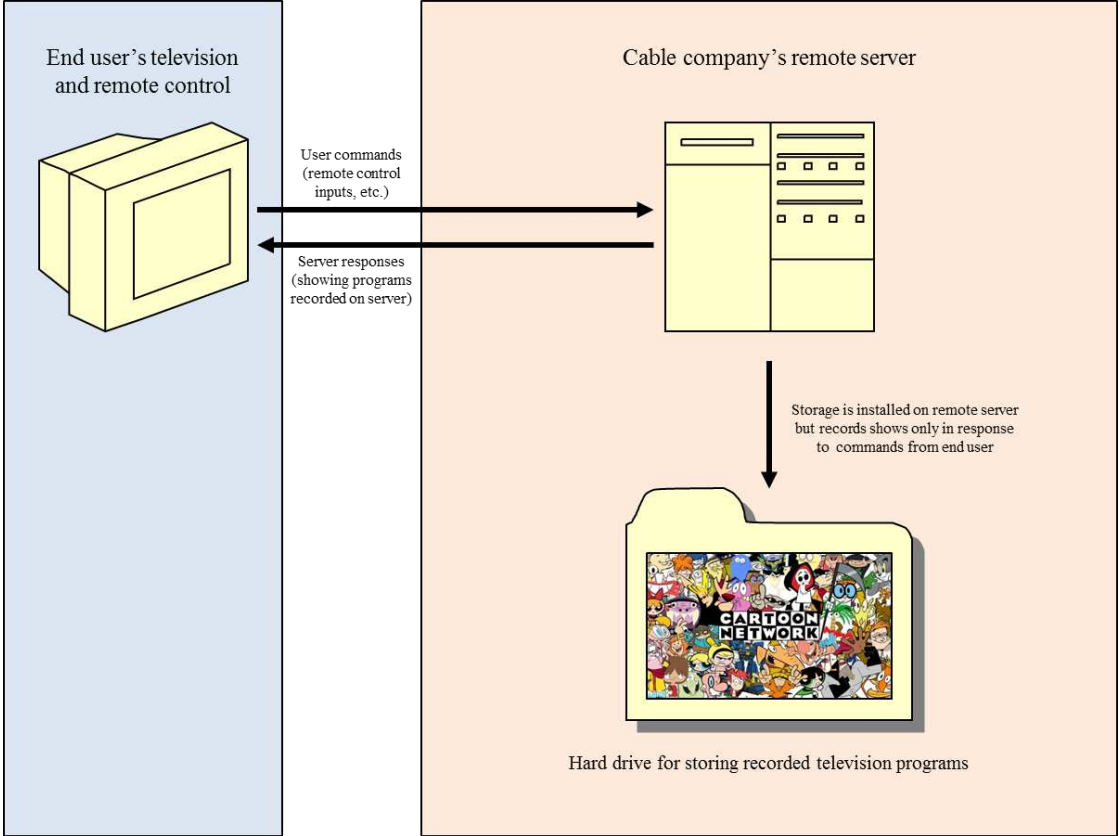 End user’s television
and remote control
Cable company’s remote server
User commands
(remote control
inputs, etc.)
Server responses
(showing programs
recorded on server)
Storage is installed on remote server
but records shows only in response
to commands from end user
CARTOON
NETWORK
Hard drive for storing recorded television programs